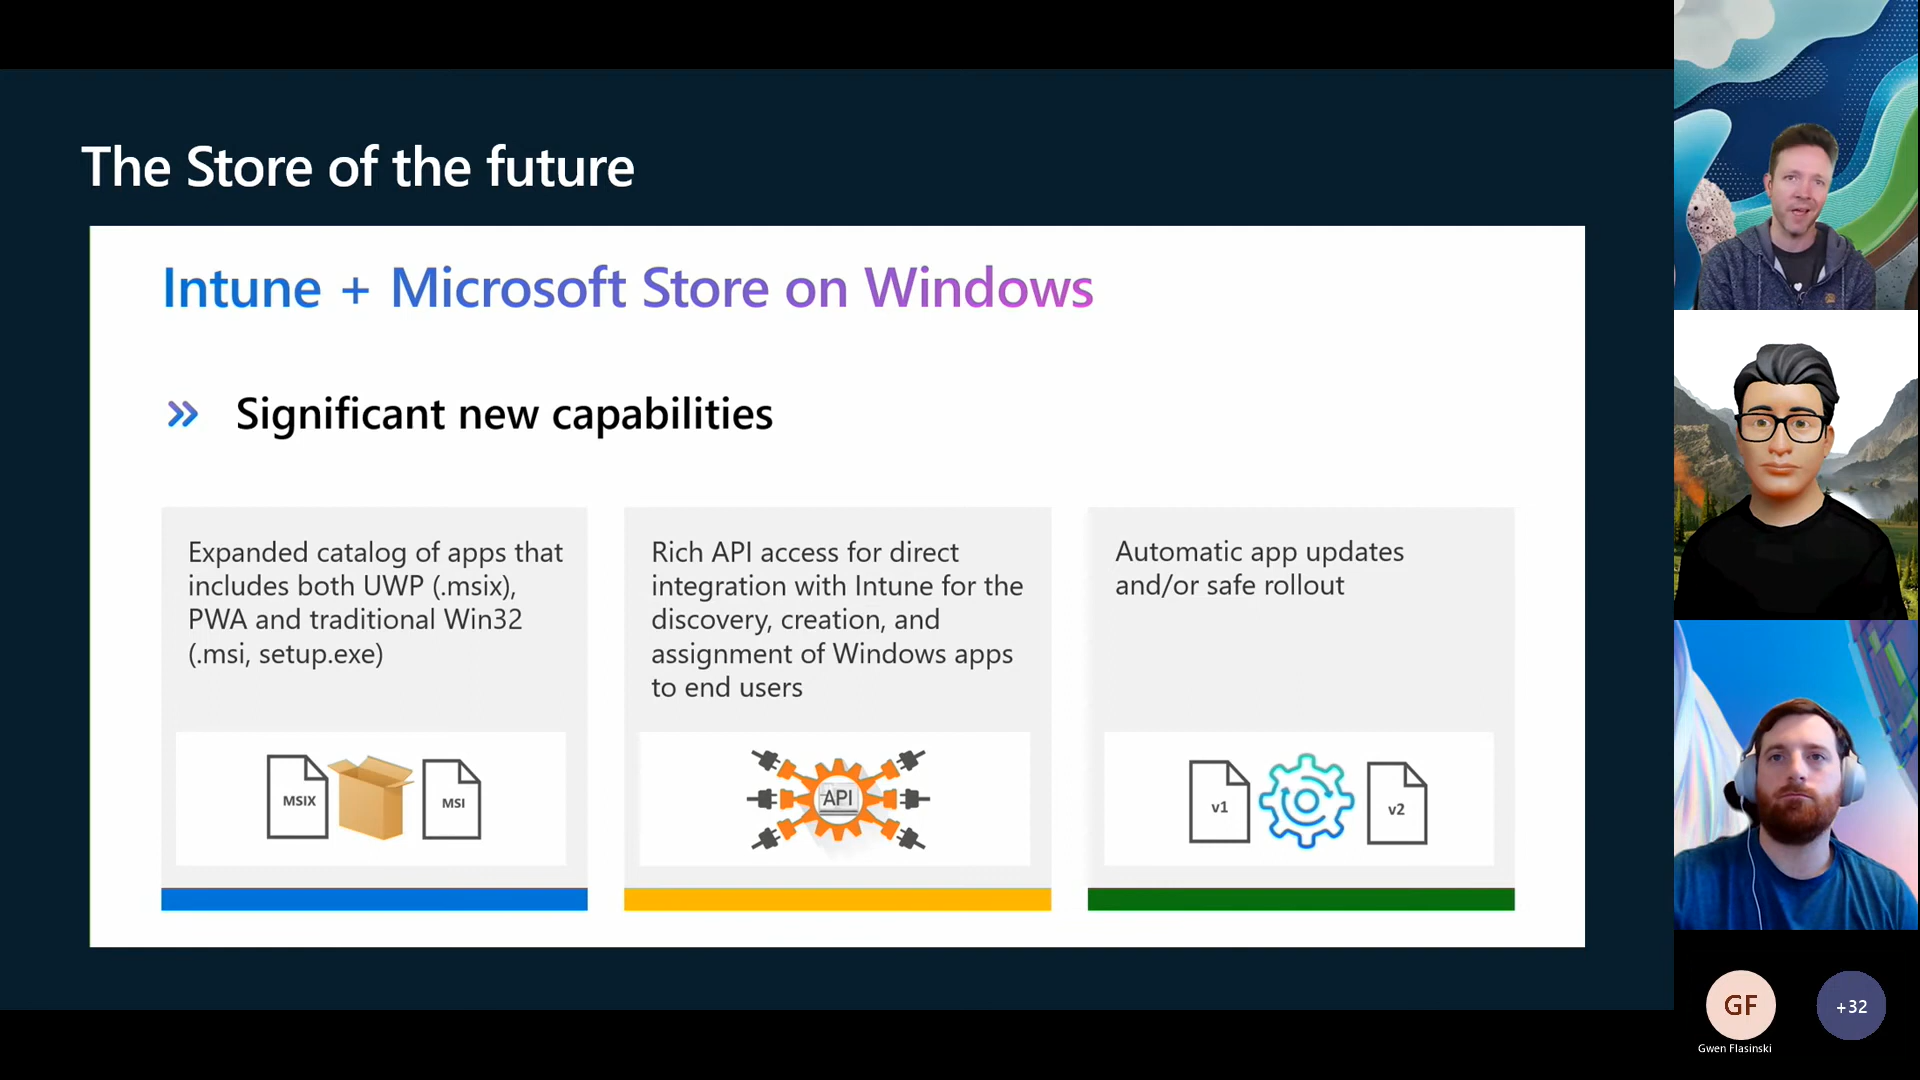 The Store of the future
Intune + Microsoft Store on Windows
Significant new capabilities
Expanded catalog of apps that
includes both UWP (.msix),
PWA and traditional Win32
(.msi, setup.exe)
MSIX
MSI
Rich API access for direct
integration with Intune for the
discovery, creation, and
assignment of Windows apps
to end users
API
Automatic app updates
and/or safe rollout
v1
v2
GF
+32
Gwen Flasinski